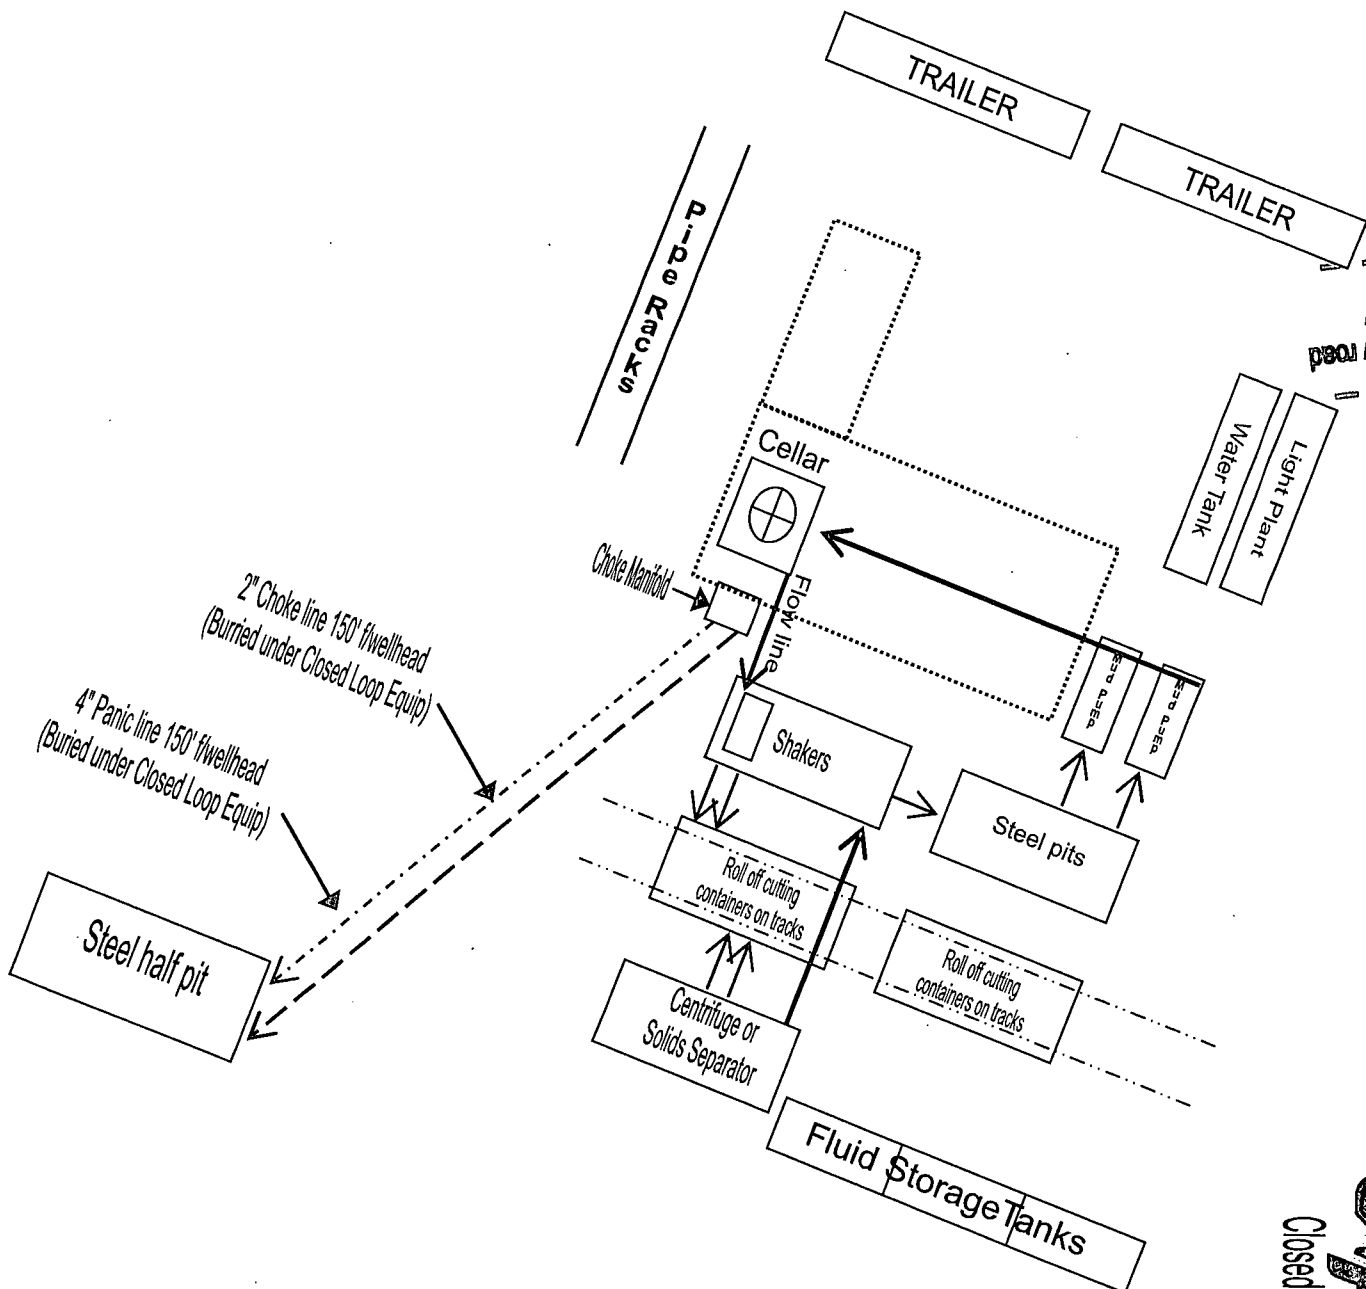 TRAILER
TRAILER
Pipe Racks
road
Water Tank
Light Plant
Cellar
Choke Manifold
Flow line
2" Choke line 150' f/wellhead
(Burried under Closed Loop Equip)
4" Panic line 150' f/wellhead
(Buried under Closed Loop Equip)
Mud Pump
Mud Pump
Shakers
Steel pits
Steel half pit
Roll off cutting
containers on tracks
Roll off cutting
containers on tracks
Centrifuge or
Solids Separator
Fluid StorageTanks
Closed